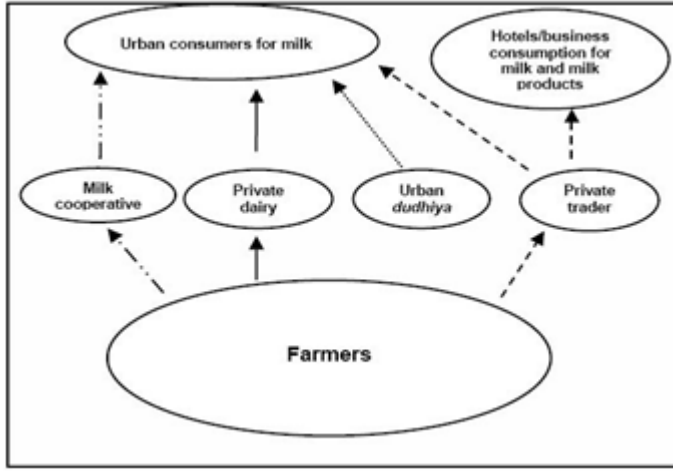 Urban consumers for milk
Hotels/business
consumption for
milk and milk
products
Milk
cooperative
Private
dairy
Urban
dudhiya
Private
trader
Farmers